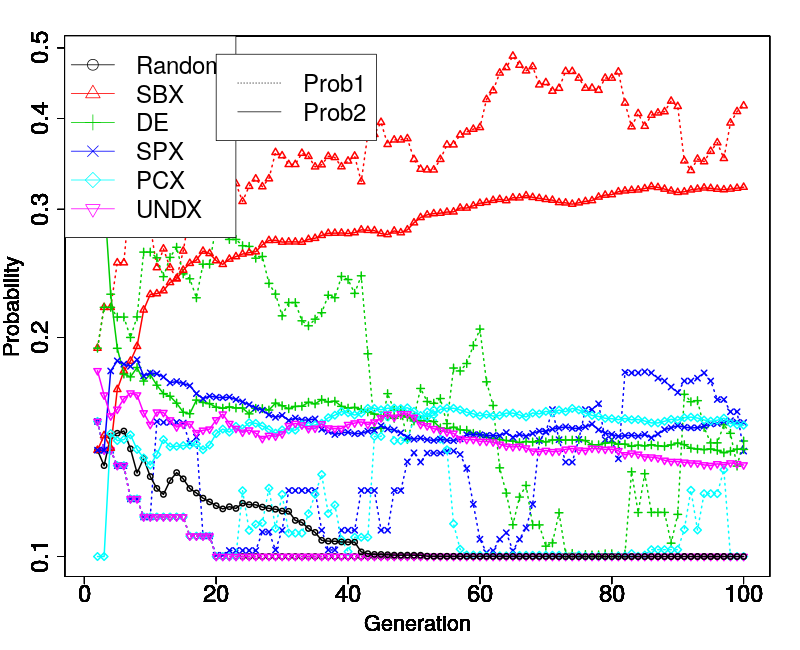 Random
SBX
DE
SPX
PCX
UNDX
Prob1
Prob2
0.5
0.4
0.3
0.2
0.1
Probability
0 20 40 60 80 100
Generation